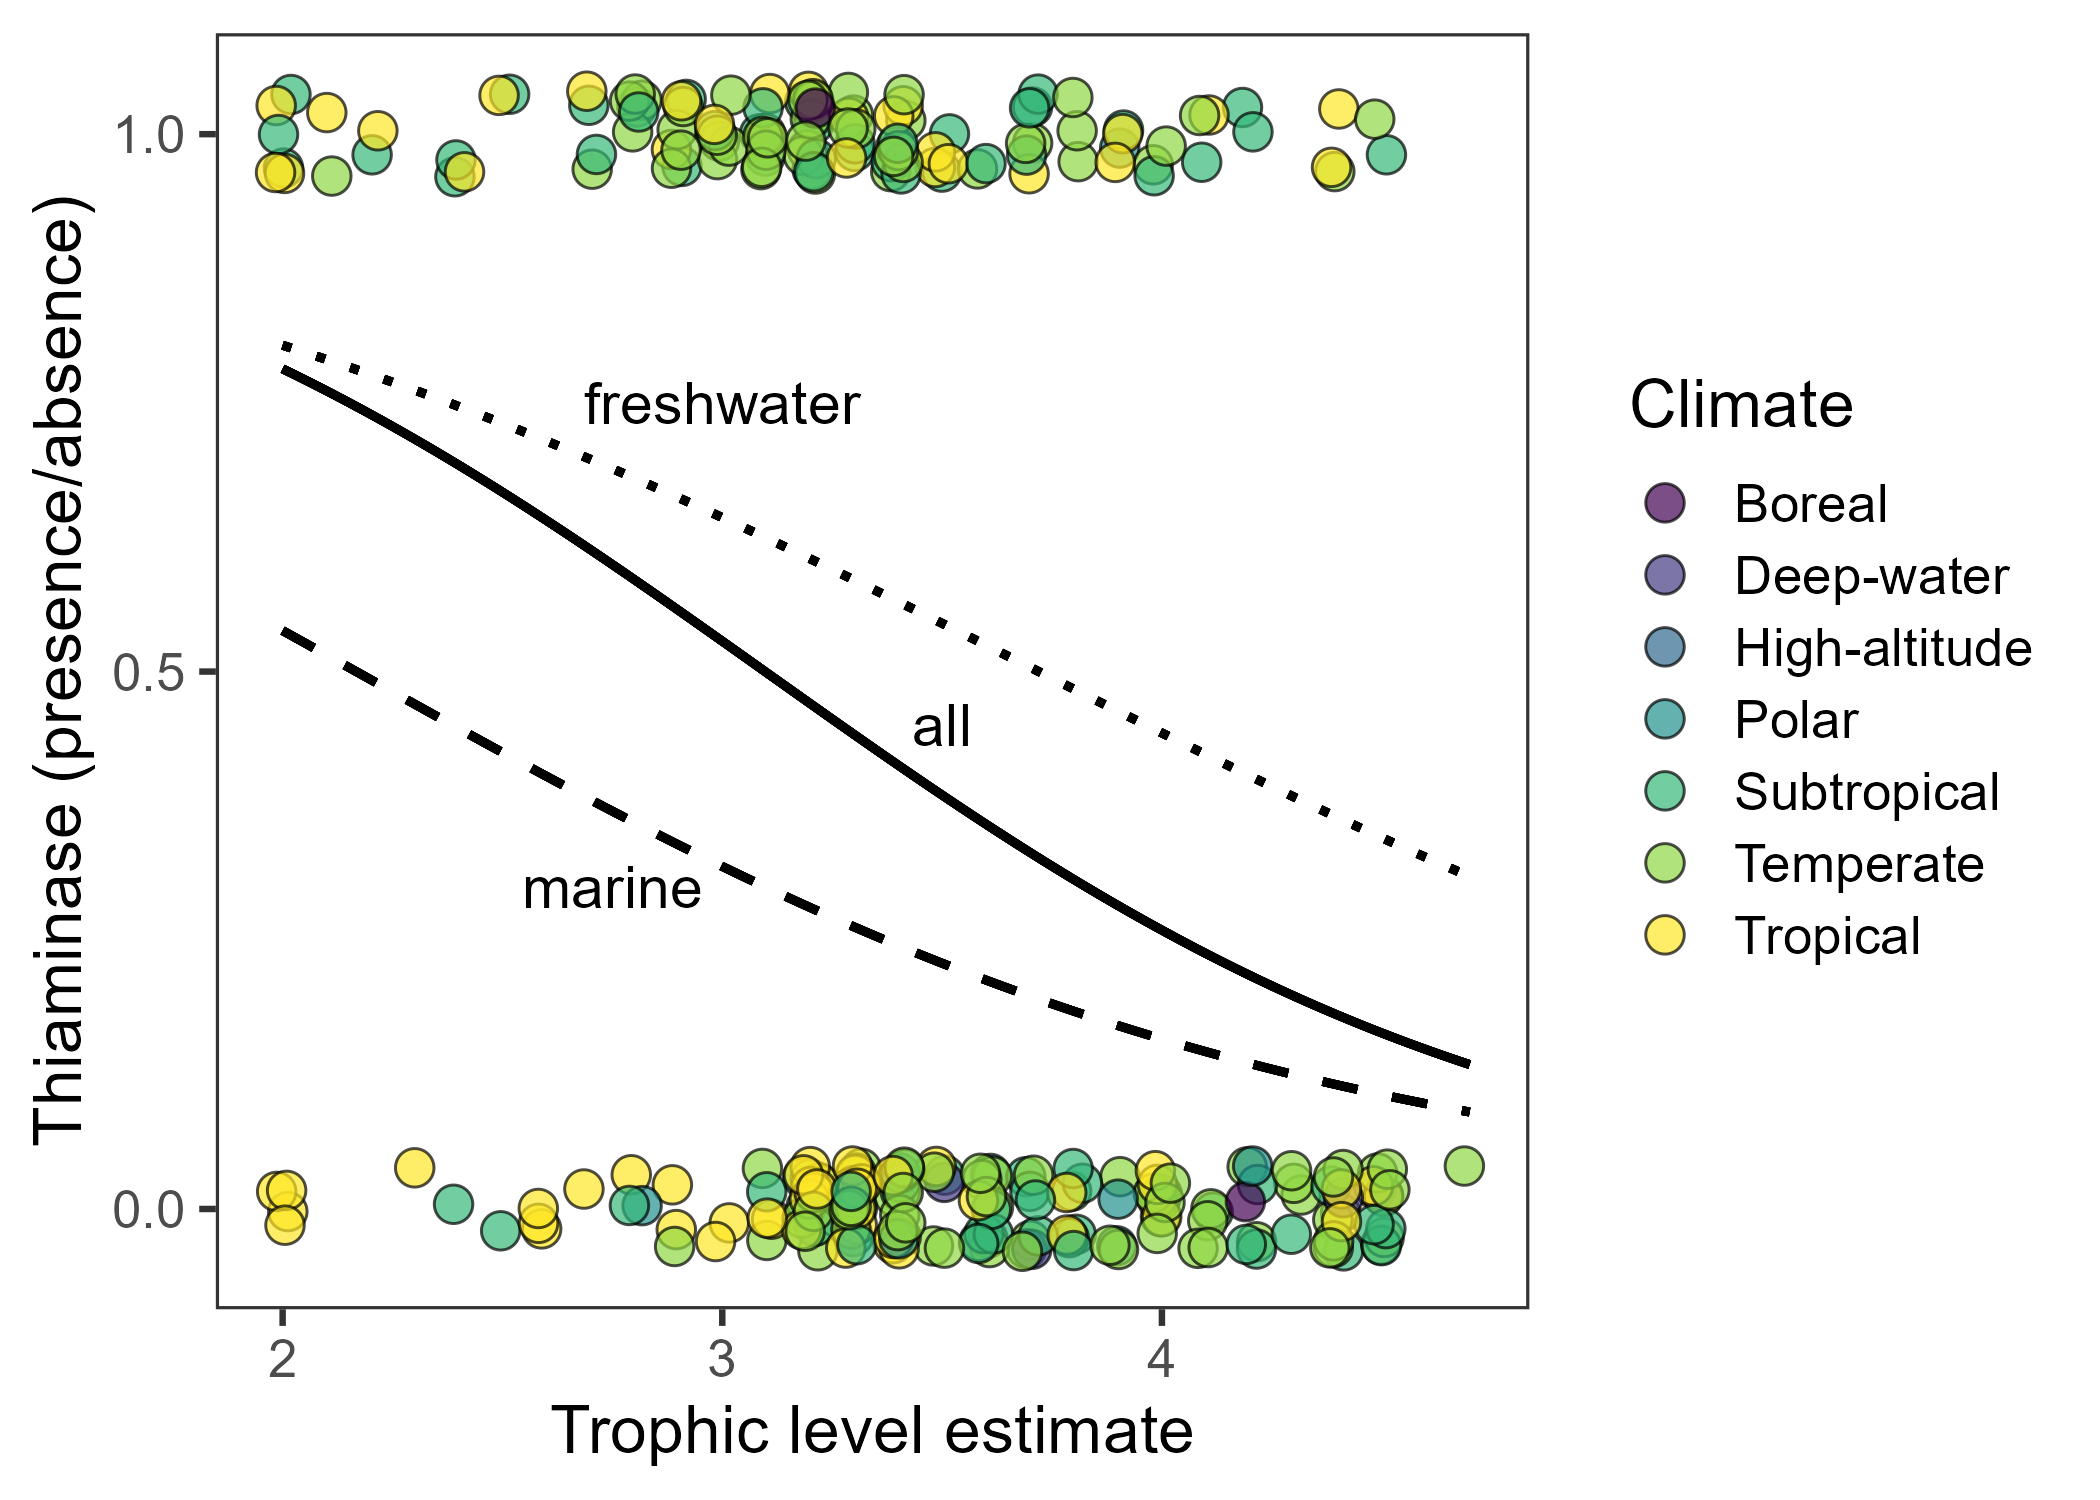 Thiaminase (presence/absence)
1.0
0.5
0.0
freshwater
all
marine
2
3
4
Trophic level estimate
Climate
Boreal
Deep-water
High-altitude
Polar
Subtropical
Temperate
Tropical